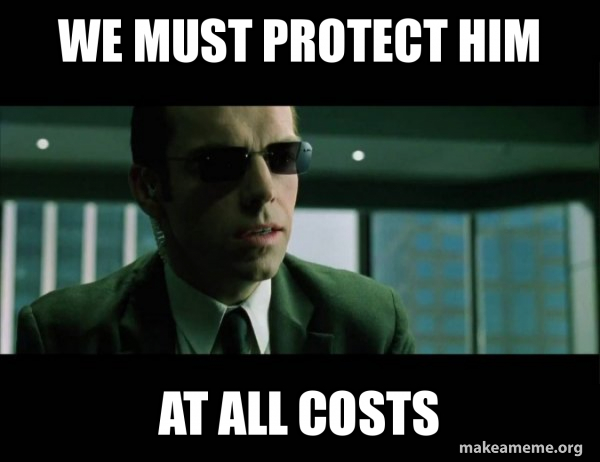 WE MUST PROTECT HIM
AT ALL COSTS
makeameme.org